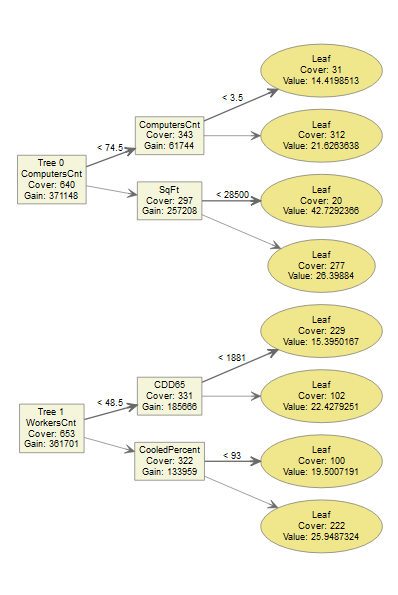 Leaf
Cover: 31
Value: 14.4198513
< 3.5
ComputersCnt
Cover: 343
Gain: 61744
Leaf
Cover: 312
Value: 21.6263638
< 74.5
Tree 0
ComputersCnt
Cover: 640
Gain: 371148
SqFt
Cover: 297
Gain: 257208
< 28500
Leaf
Cover: 20
Value: 42.7292366
Leaf
Cover: 277
Value: 26.39884
Leaf
Cover: 229
Value: 15.3950167
< 1881
CDD65
Cover: 331
Gain: 185666
Leaf
Cover: 102
Value: 22.4279251
< 48.5
Tree 1
WorkersCnt
Cover: 653
Gain: 361701
CooledPercent
Cover: 322
Gain: 133959
< 93
Leaf
Cover: 100
Value: 19.5007191
Leaf
Cover: 222
Value: 25.9487324